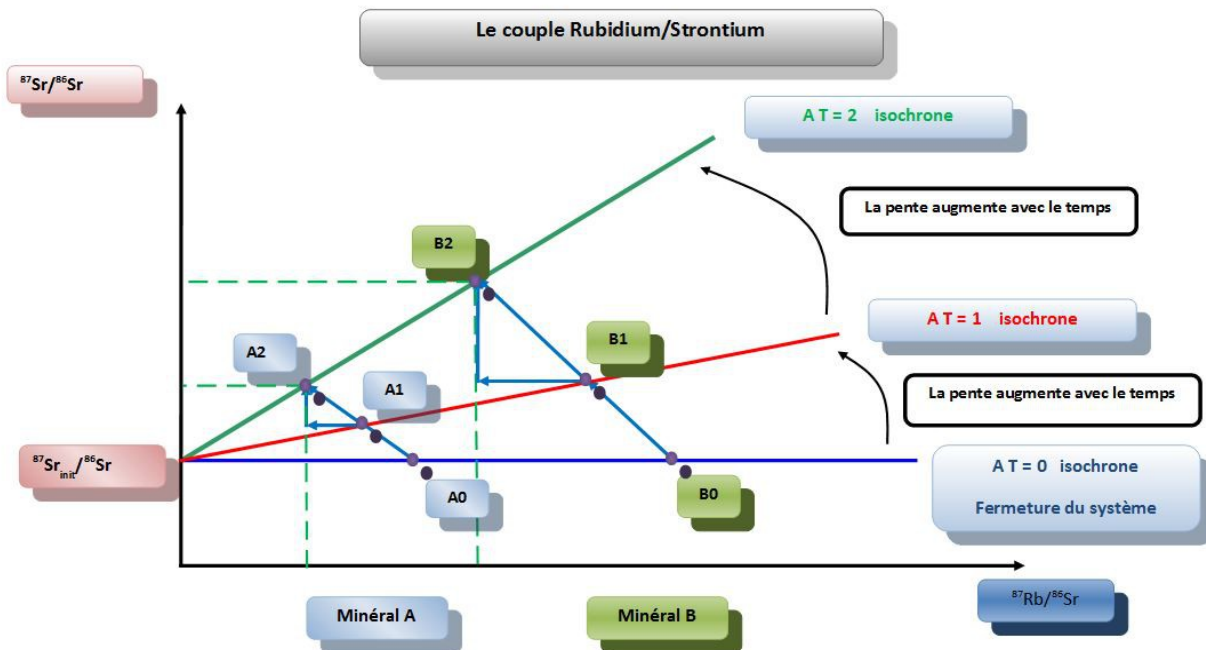 Le couple Rubidium/Strontium
⁸⁷Sr/⁸⁶Sr
A T = 2 isochrone
La pente augmente avec le temps
B2
A T = 1 isochrone
B1
A2
A1
La pente augmente avec le temps
⁸⁷Sr init/⁸⁶Sr
A0
B0
A T = 0 isochrone
Fermeture du système
Minéral A
Minéral B
⁸⁷Rb/⁸⁶Sr